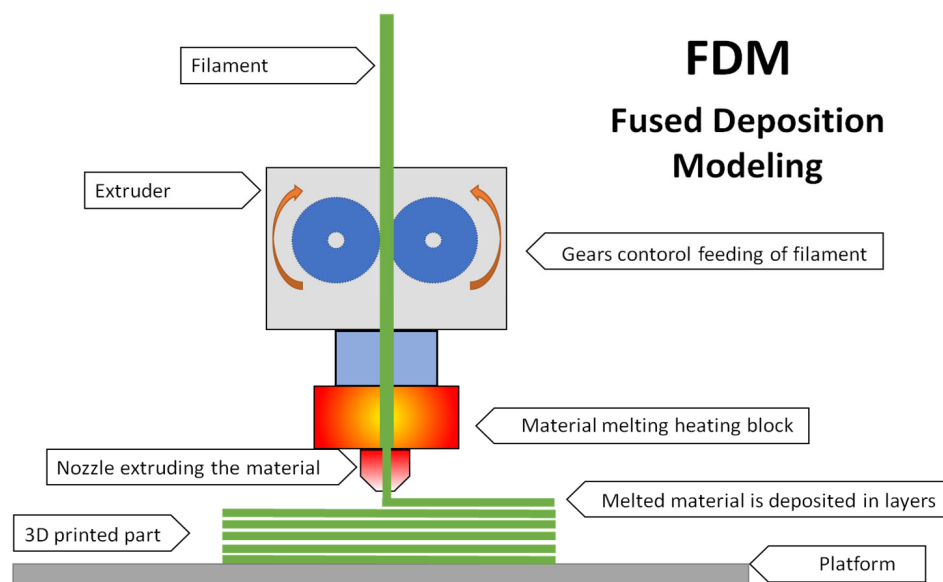 Filament
FDM
Fused Deposition
Modeling
Extruder
Gears contorol feeding of filament
Material melting heating block
Nozzle extruding the material
Melted material is deposited in layers
3D printed part
Platform